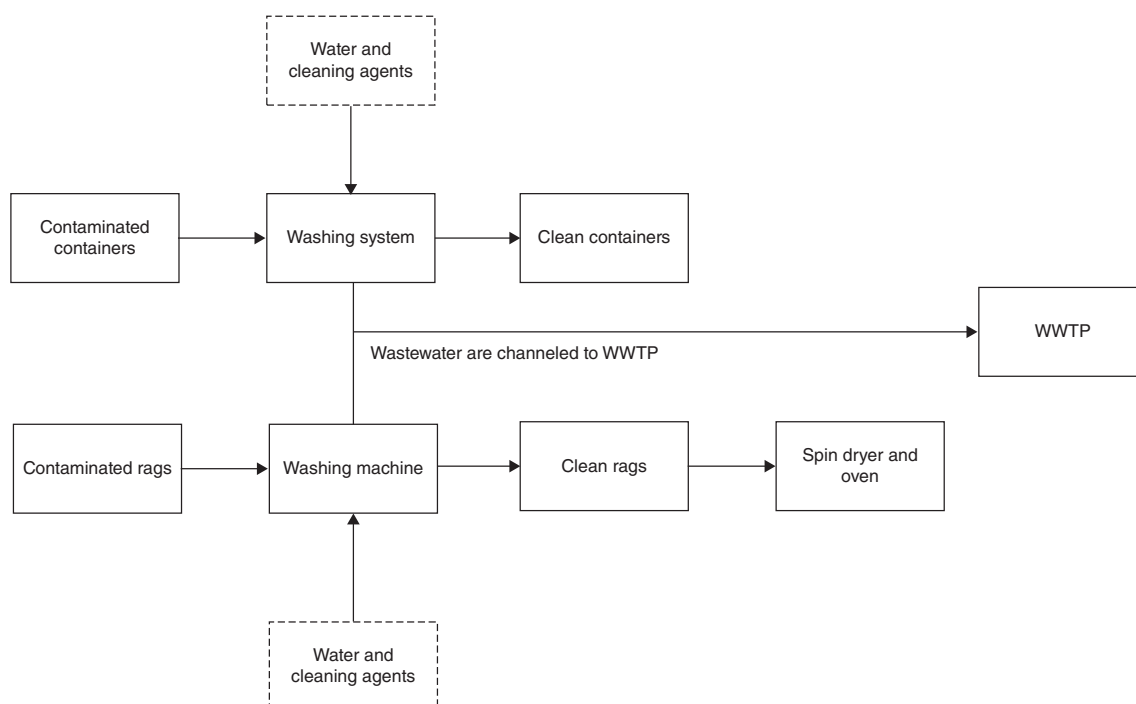 Water and
cleaning agents
Contaminated
containers
Washing system
Clean containers
WWTP
Wastewater are channeled to WWTP
Contaminated rags
Washing machine
Clean rags
Spin dryer and
oven
Water and
cleaning agents